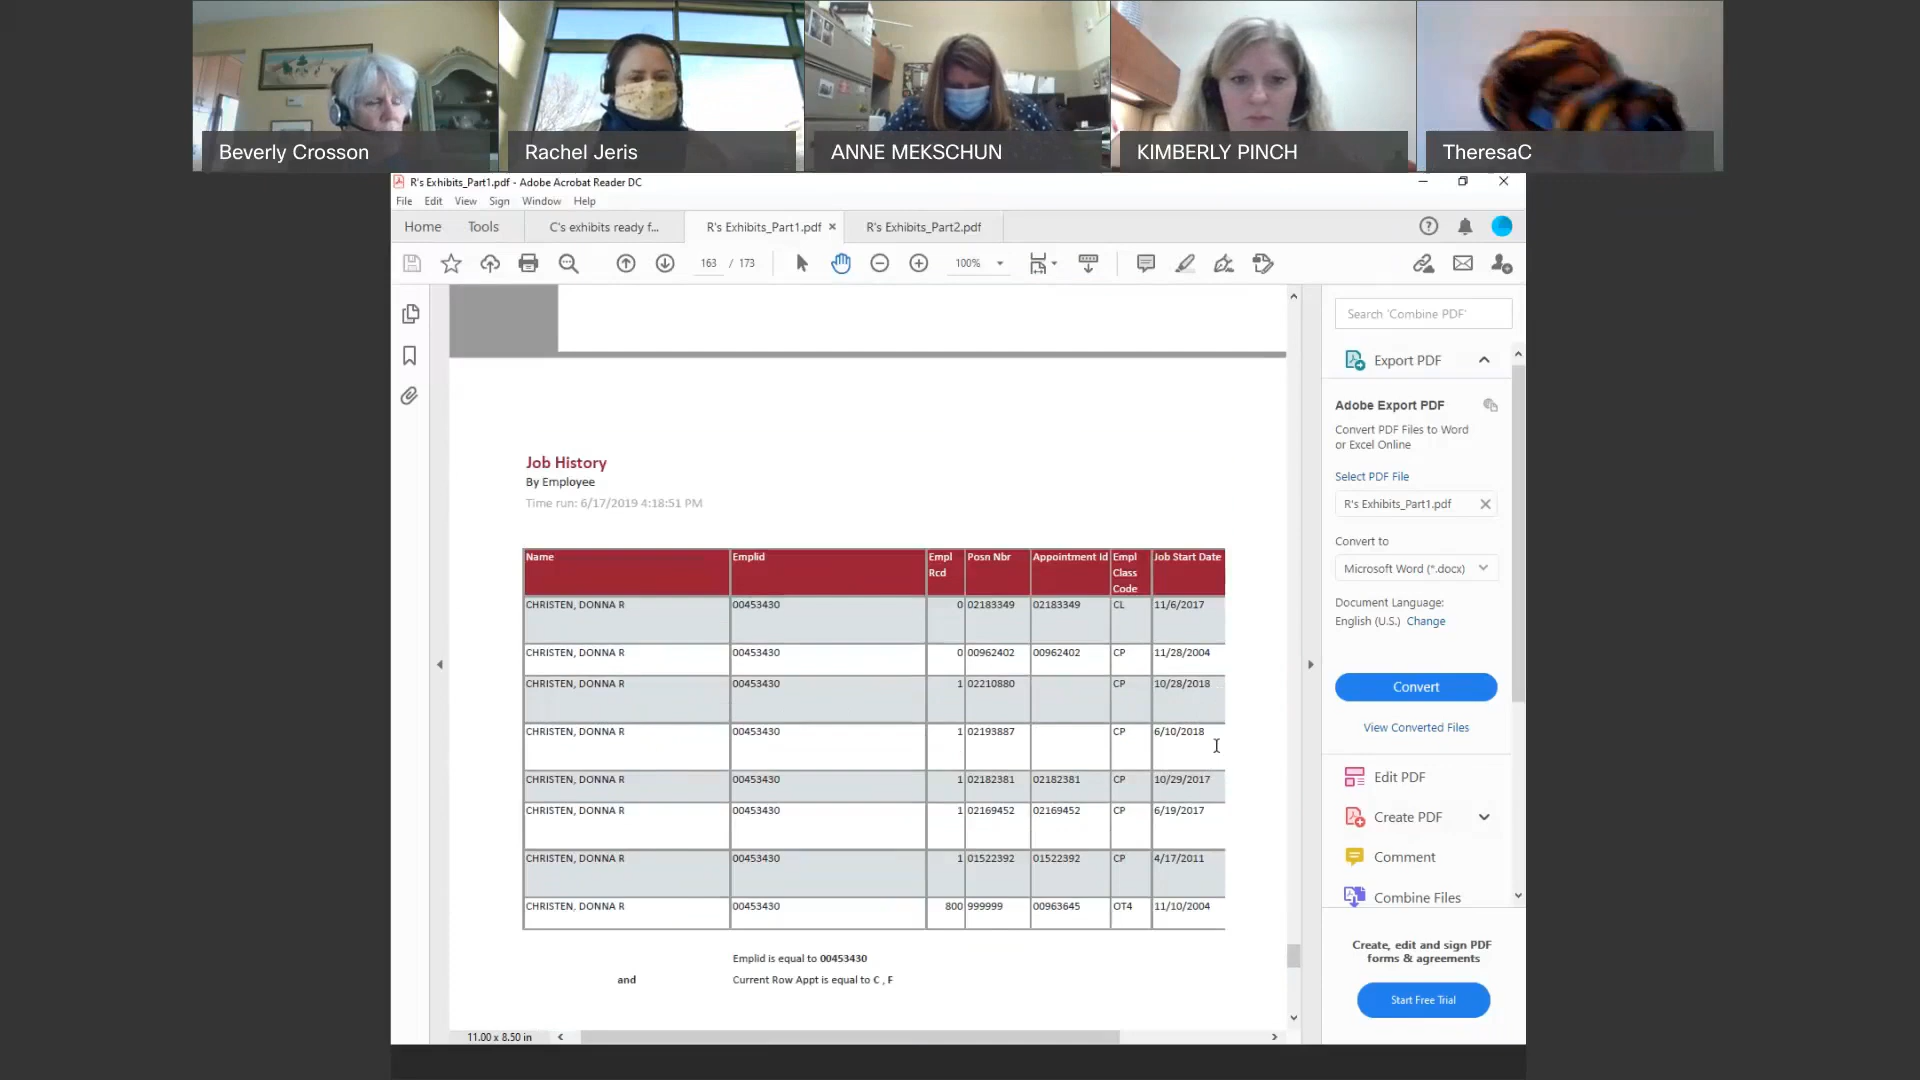 Beverly Crosson
Rachel Jeris
ANNE MEKSCHUN
KIMBERLY PINCH
TheresaC
R's Exhibits_Part1.pdf - Adobe Acrobat Reader DC
File Edit View Sign Window Help
Home Tools C's exhibits ready f... R's Exhibits_Part1.pdf × R's Exhibits_Part2.pdf
163 / 173 100%
Search 'Combine PDF'
Export PDF
Adobe Export PDF
Convert PDF Files to Word
or Excel Online
Select PDF File
R's Exhibits_Part1.pdf
Convert to
Microsoft Word (*.docx)
Document Language:
English (U.S.) Change
Convert
View Converted Files
Edit PDF
Create PDF
Comment
Combine Files
Create, edit and sign PDF
forms & agreements
Start Free Trial
Job History
By Employee
Time run: 6/17/2019 4:18:51 PM
Name Emplid Empl Rcd Posn Nbr Appointment Id Empl Class Code Job Start Date
CHRISTEN, DONNA R 00453430 0 02183349 02183349 CL 11/6/2017
CHRISTEN, DONNA R 00453430 0 00962402 00962402 CP 11/28/2004
CHRISTEN, DONNA R 00453430 1 02210880 CP 10/28/2018
CHRISTEN, DONNA R 00453430 1 02193887 CP 6/10/2018
CHRISTEN, DONNA R 00453430 1 02182381 02182381 CP 10/29/2017
CHRISTEN, DONNA R 00453430 1 02169452 02169452 CP 6/19/2017
CHRISTEN, DONNA R 00453430 1 01522392 01522392 CP 4/17/2011
CHRISTEN, DONNA R 00453430 800 999999 00963645 OT4 11/10/2004
Emplid is equal to 00453430
and Current Row Appt is equal to C , F
11.00 x 8.50 in